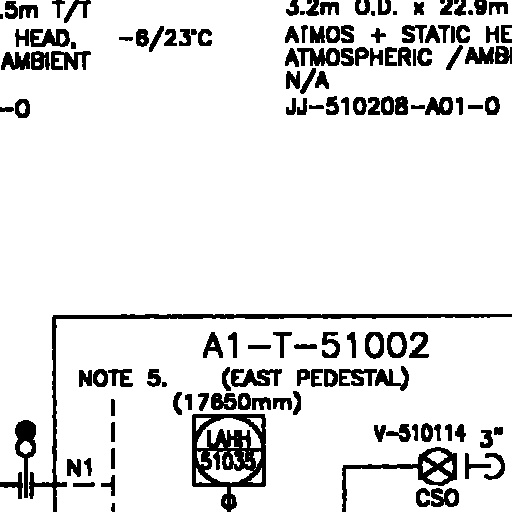 .5m T/T
HEAD, -6/23°C
AMBIENT
-0
3.2m O.D. x 22.9m
ATMOS + STATIC HE
ATMOSPHERIC /AMBI
N/A
JJ-510208-A01-0
A1-T-51002
NOTE 5. (EAST PEDESTAL)
(17650mm)
LAHH
51035
V-510114 3"
N1
CSO